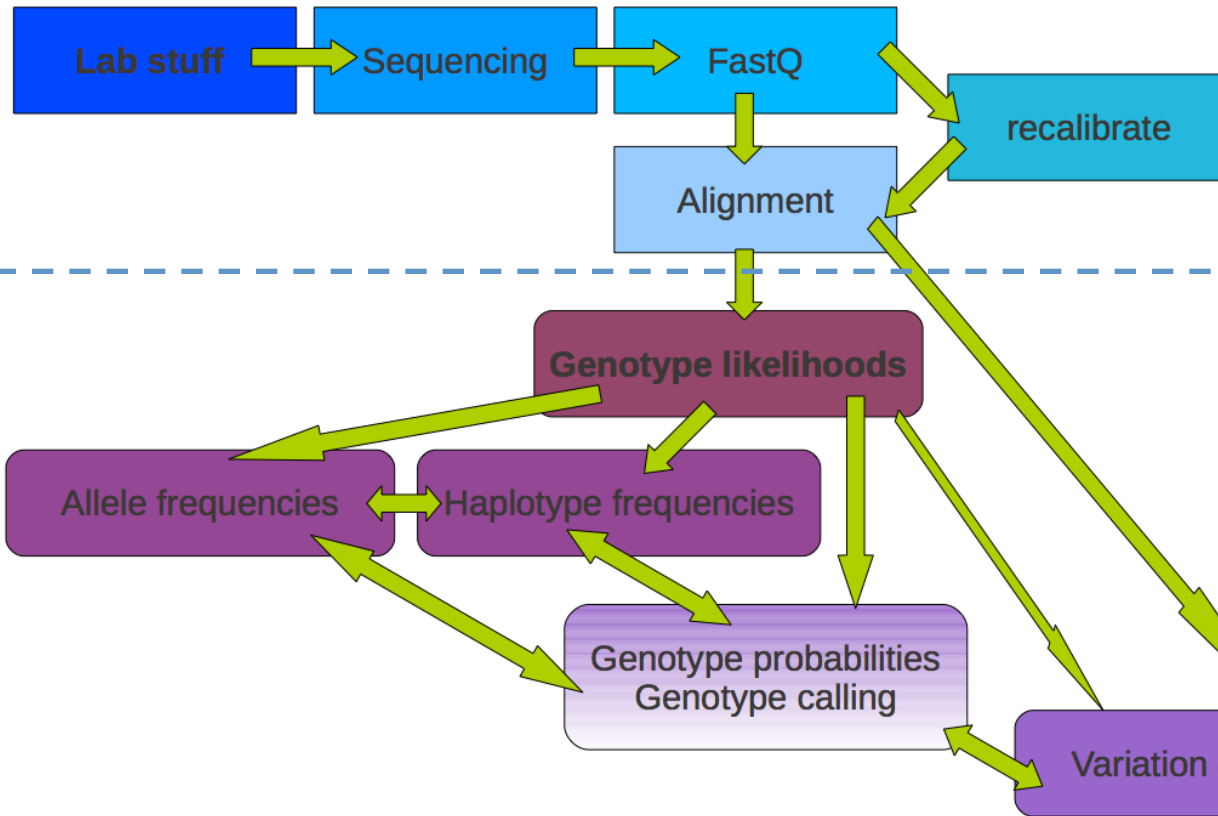 Lab stuff
Sequencing
FastQ
recalibrate
Alignment
Genotype likelihoods
Allele frequencies
Haplotype frequencies
Genotype probabilities
Genotype calling
Variation